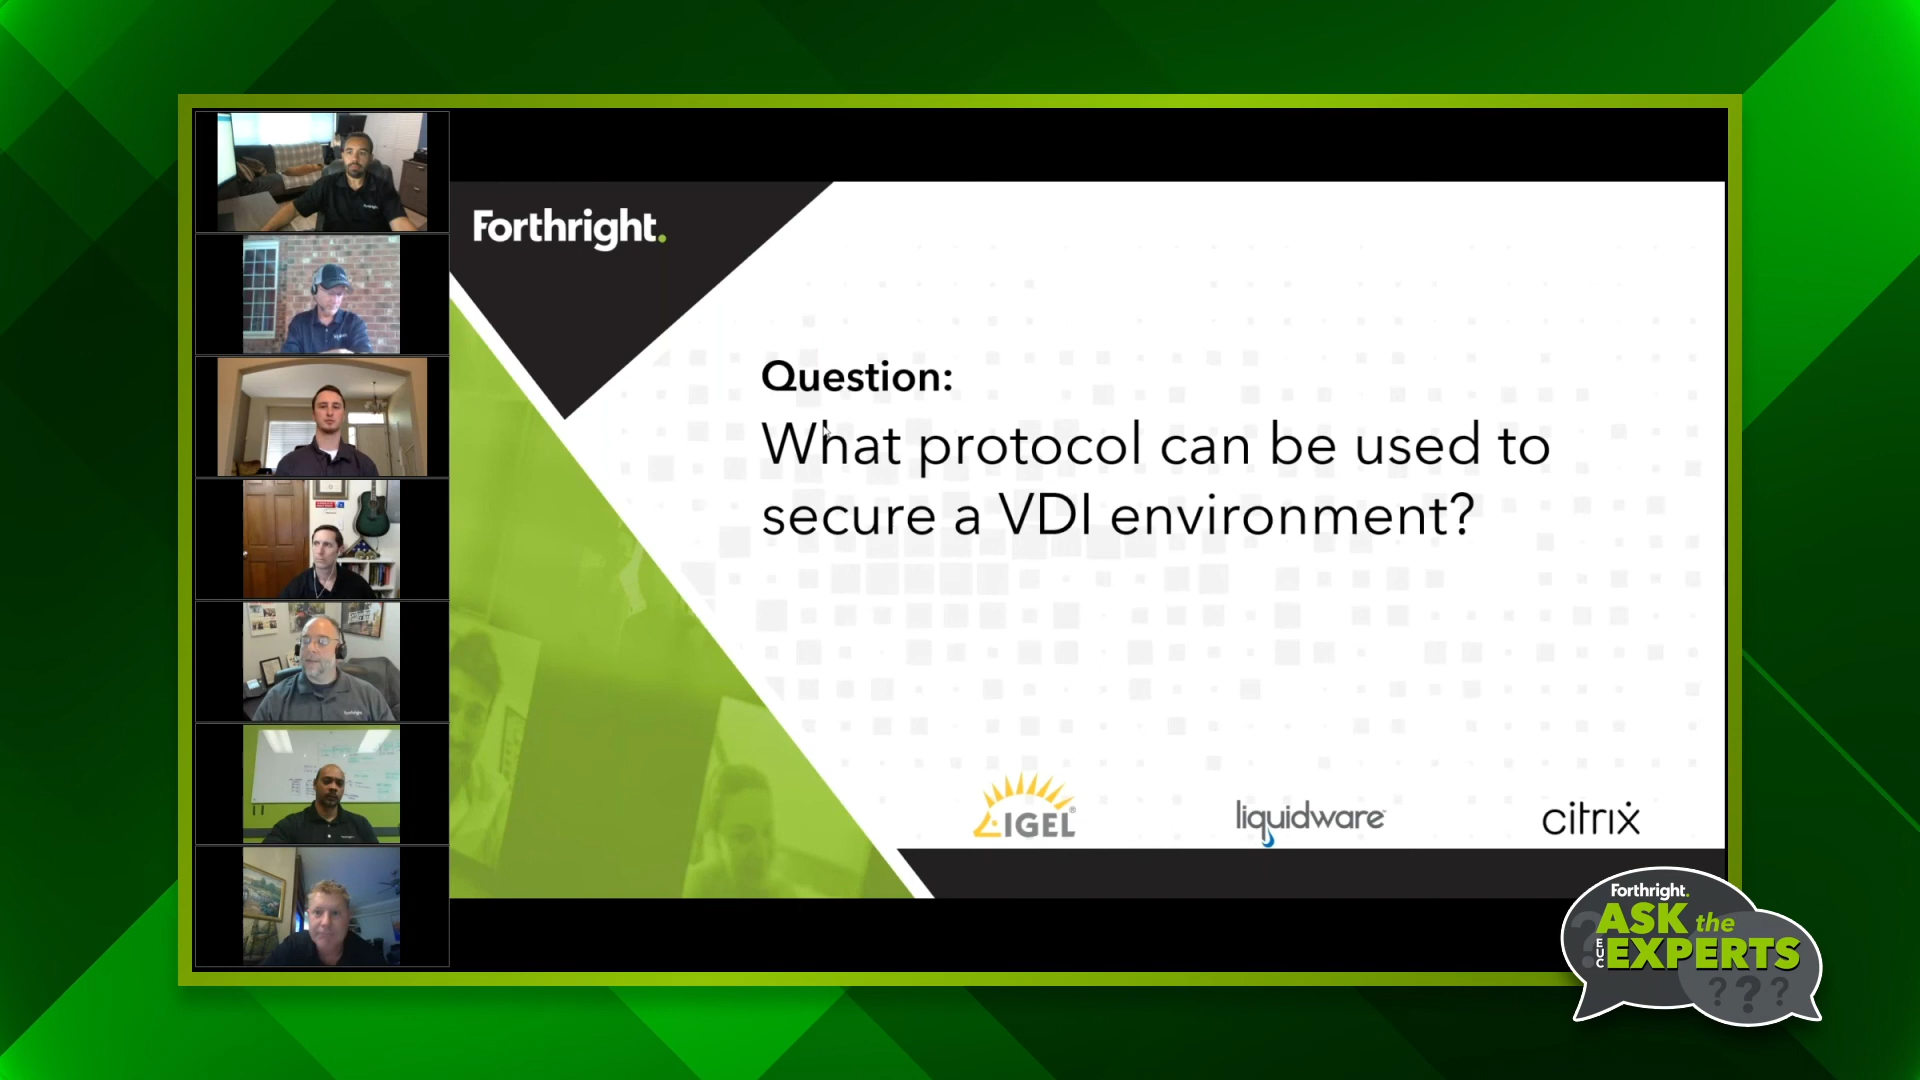 Forthright.
Question:
What protocol can be used to
secure a VDI environment?
IGEL
liquidware
citrix
Forthright.
ASK the
EUC
EXPERTS
? ? ?